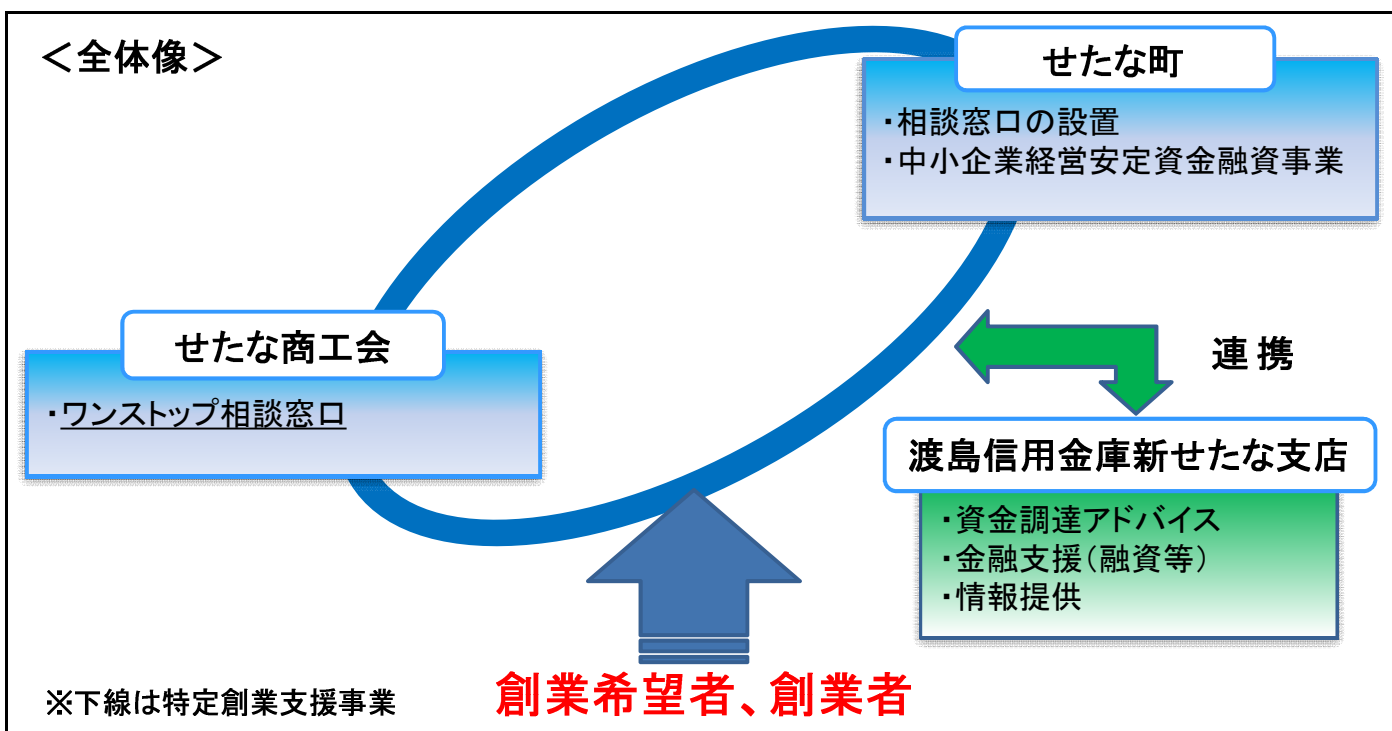 ＜全体像＞
せたな町
・相談窓口の設置
・中小企業経営安定資金融資事業
せたな商工会
・ワンストップ相談窓口
連携
渡島信用金庫新せたな支店
・資金調達アドバイス
・金融支援（融資等）
・情報提供
創業希望者、創業者
※下線は特定創業支援事業